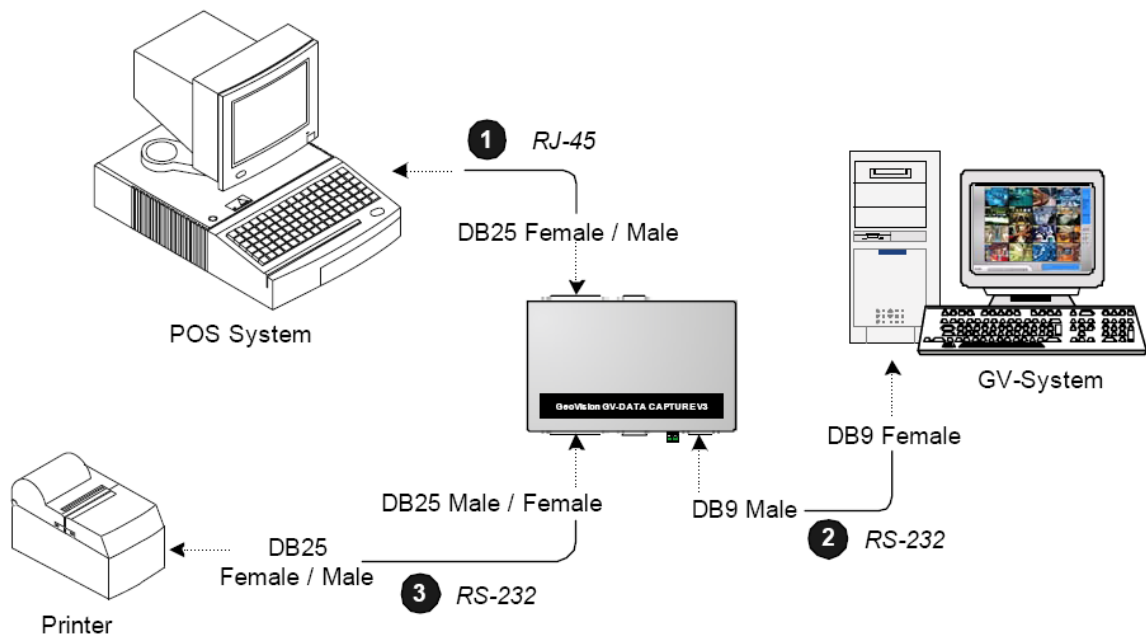 1 RJ-45
DB25 Female / Male
POS System
GeoVision GV-DATA CAPTURE V3
GV-System
DB9 Female
DB25 Male / Female
DB9 Male
2 RS-232
DB25
Female / Male
3 RS-232
Printer